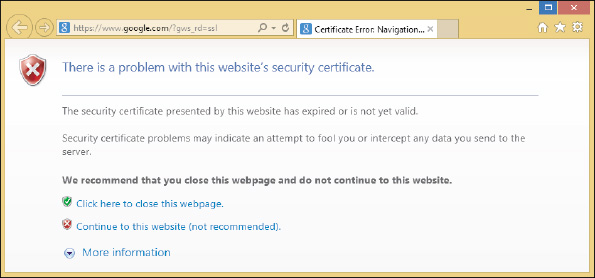 https://www.google.com/?gws_rd=ssl
Certificate Error: Navigation...
There is a problem with this website's security certificate.
The security certificate presented by this website has expired or is not yet valid.
Security certificate problems may indicate an attempt to fool you or intercept any data you send to the
server.
We recommend that you close this webpage and do not continue to this website.
Click here to close this webpage.
Continue to this website (not recommended).
More information